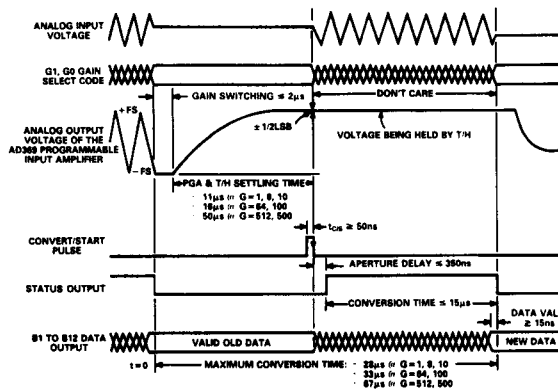 ANALOG INPUT
VOLTAGE
G1, G0 GAIN
SELECT CODE
GAIN SWITCHING ≤ 2μs
DON'T CARE
+FS
ANALOG OUTPUT
VOLTAGE OF THE
AD369 PROGRAMMABLE
INPUT AMPLIFIER
−FS
± 1/2LSB
VOLTAGE BEING HELD BY T/H
PGA & T/H SETTLING TIME
11μs G = 1, 8, 10
16μs G = 64, 100
50μs G = 512, 500
≥ 50ns
CONVERT/START
PULSE
APERTURE DELAY ≤ 350ns
STATUS OUTPUT
CONVERSION TIME ≤ 15μs
DATA VAL
≥ 15ns
B1 TO B12 DATA
OUTPUT
VALID OLD DATA
NEW DATA
t = 0
MAXIMUM CONVERSION TIME:
28μs G = 1, 8, 10
33μs G = 64, 100
67μs G = 512, 500